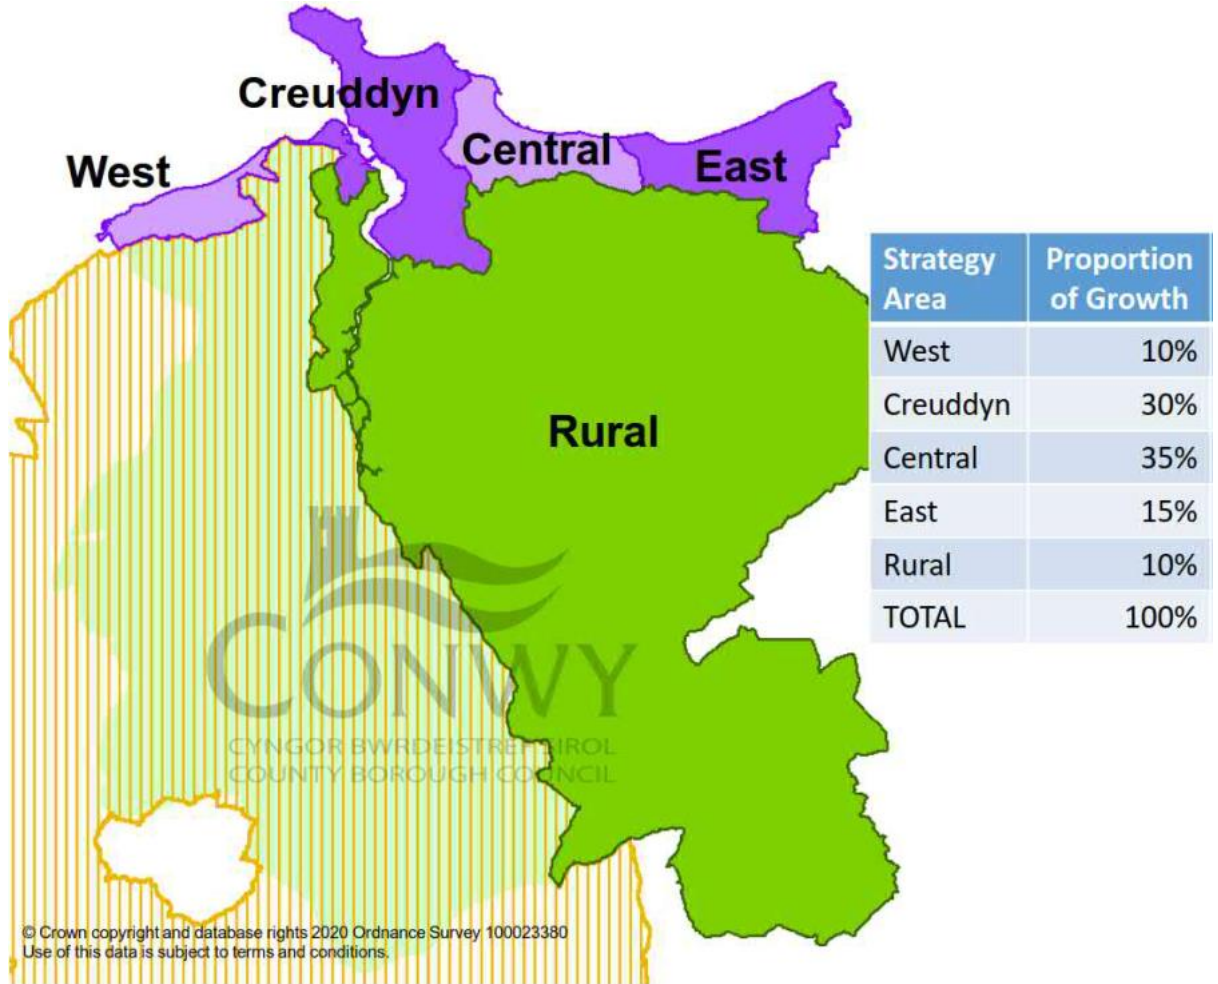 Creuddyn
West
Central
East
Rural
Strategy Area
Proportion of Growth
West 10%
Creuddyn 30%
Central 35%
East 15%
Rural 10%
TOTAL 100%
CONWY
CYNGOR BWRDEISTREF SIROL
COUNTY BOROUGH COUNCIL
© Crown copyright and database rights 2020 Ordnance Survey 100023380
Use of this data is subject to terms and conditions.